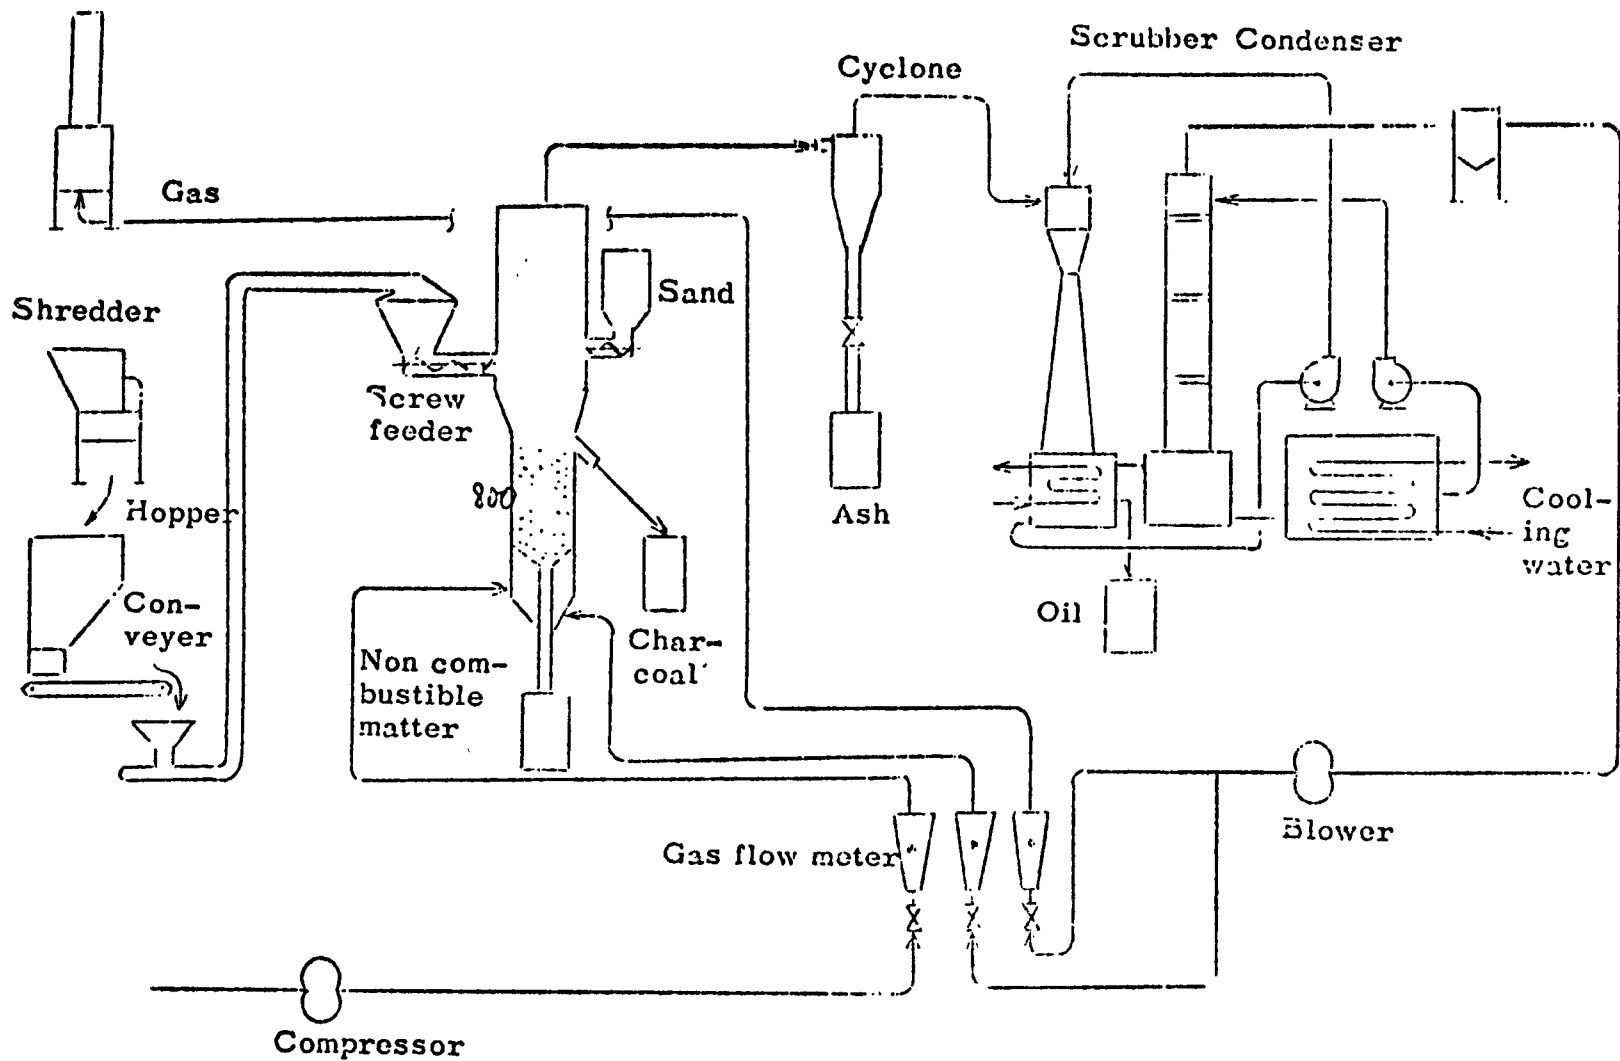 Scrubber Condenser
Cyclone
Gas
Sand
Shredder
Screw
feeder
800
Hopper
Ash
Cool-
ing
water
Con-
veyer
Oil
Char-
coal
Non com-
bustible
matter
Blower
Gas flow meter
Compressor